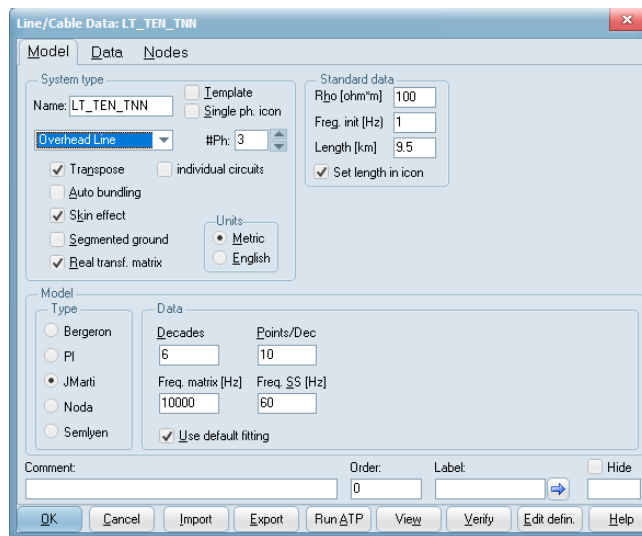 Line/Cable Data: LT_TEN_TNN
Model Data Nodes
System type
Name: LT_TEN_TNN
Template
Single ph. icon
Overhead Line
#Ph: 3
Transpose
individual circuits
Auto bundling
Skin effect
Segmented ground
Real transf. matrix
Units
Metric
English
Standard data
Rho [ohm*m] 100
Freq. init [Hz] 1
Length [km] 9.5
Set length in icon
Model
Type
Bergeron
PI
JMarti
Noda
Semlyen
Data
Decades Points/Dec
6 10
Freq. matrix [Hz] Freq. SS [Hz]
10000 60
Use default fitting
Comment: Order: Label: Hide
0
OK Cancel Import Export Run ATP View Verify Edit defin. Help